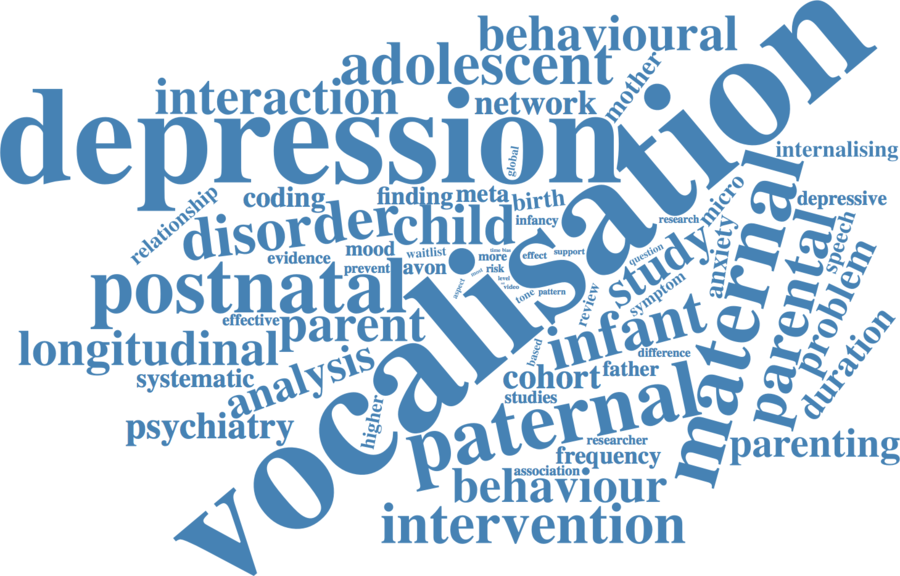 behavioural
adolescent
mother
interaction
network
depression
global
vocalisation
internalising
relationship
coding
finding
meta
birth
infancy
research
micro
depressive
disorder
child
maternal
parental
speech
evidence
mood
waitlist
more
effect
support
question
study
anxiety
problem
prevent
avon
risk
level
video
time
aspect
most
tone
pattern
review
symptom
postnatal
effective
parent
infant
duration
longitudinal
based
difference
systematic
analysis
cohort
father
studies
higher
paternal
psychiatry
researcher
parenting
frequency
association
behaviour
intervention